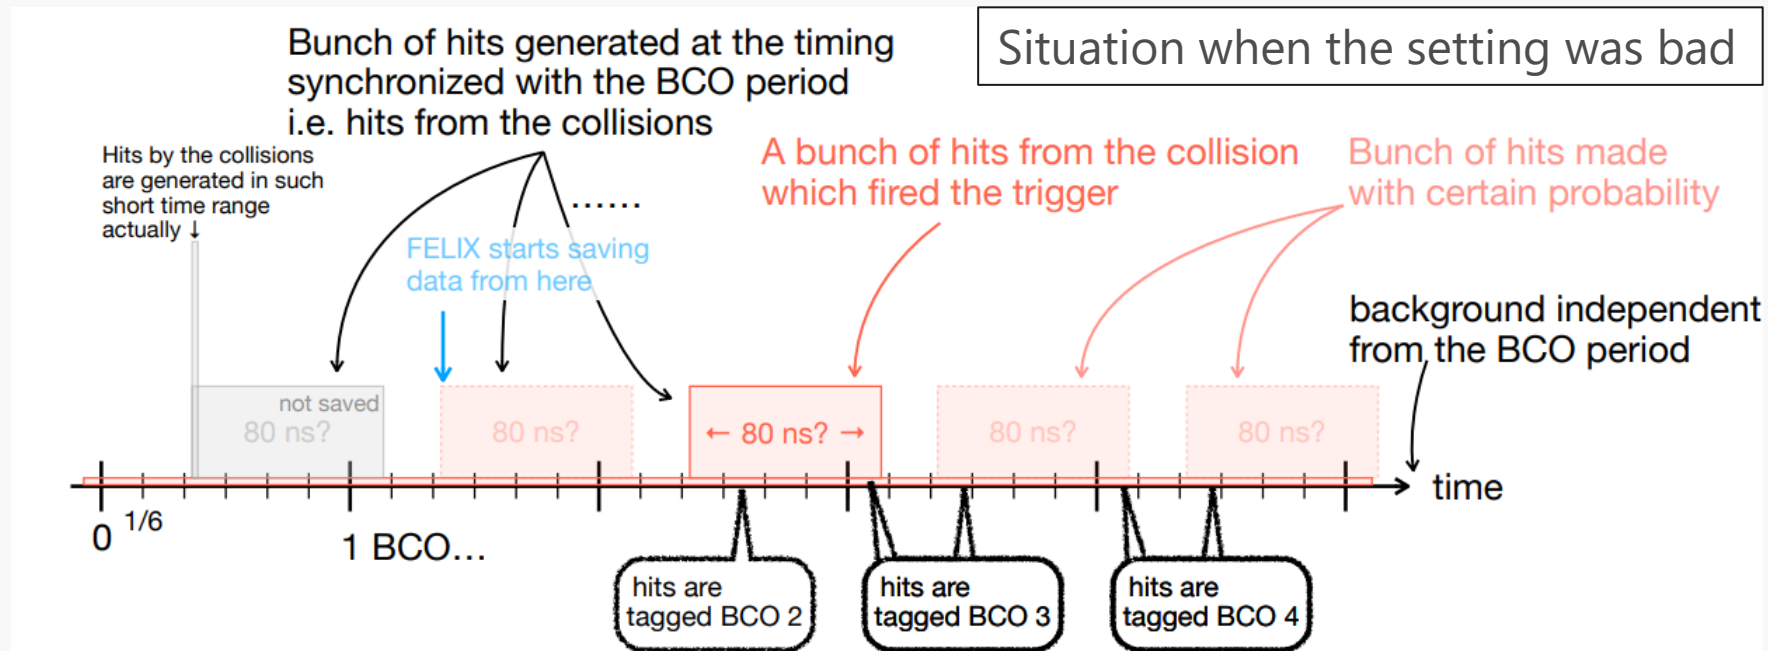 Situation when the setting was bad
Bunch of hits generated at the timing
synchronized with the BCO period
i.e. hits from the collisions
Hits by the collisions
are generated in such
short time range
actually ↓
......
A bunch of hits from the collision
which fired the trigger
Bunch of hits made
with certain probability
FELIX starts saving
data from here
background independent
from the BCO period
not saved
80 ns?
80 ns?
← 80 ns? →
80 ns?
80 ns?
time
0
1/6
1 BCO...
hits are
tagged BCO 2
hits are
tagged BCO 3
hits are
tagged BCO 4